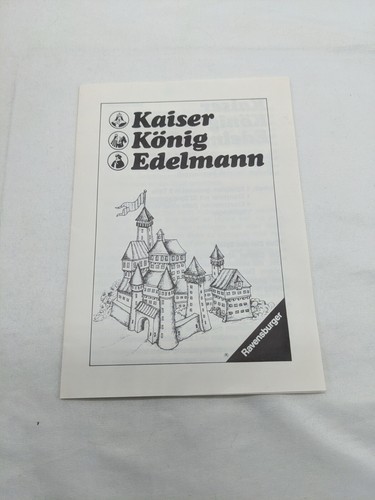 Kaiser
König
Edelmann
Ravensburger